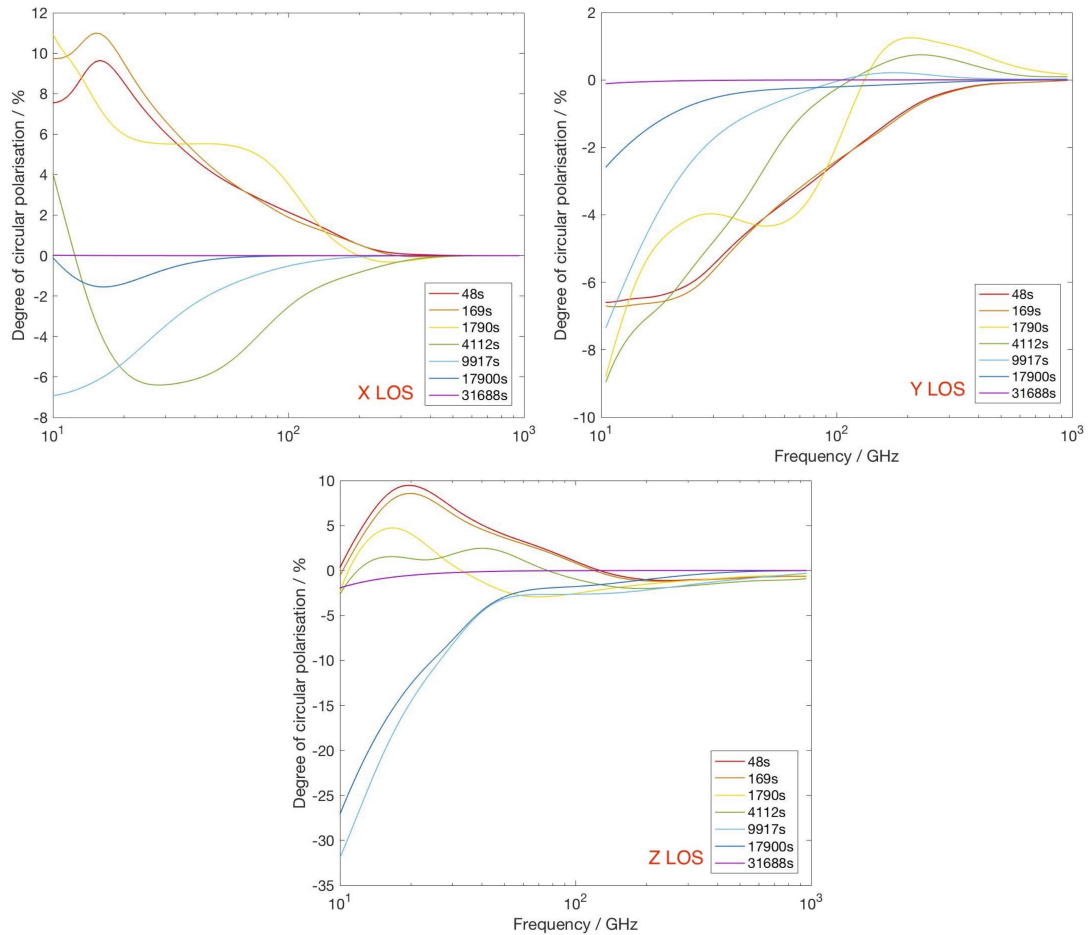 12
10
8
6
4
2
0
-2
-4
-6
-8
Degree of circular polarisation / %
10¹
10²
10³
48s
169s
1790s
4112s
9917s
17900s
31688s
X LOS
2
0
-2
-4
-6
-8
-10
Degree of circular polarisation / %
10¹
10²
10³
Frequency / GHz
48s
169s
1790s
4112s
9917s
17900s
31688s
Y LOS
10
5
0
-5
-10
-15
-20
-25
-30
-35
Degree of circular polarisation / %
10¹
10²
10³
Frequency / GHz
48s
169s
1790s
4112s
9917s
17900s
31688s
Z LOS